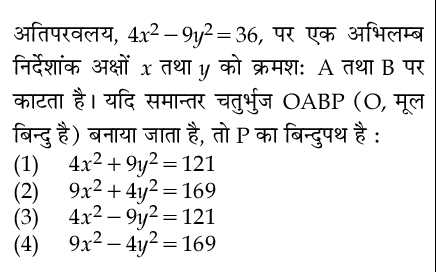 अतिपरवलय, 4x² − 9y² = 36, पर एक अभिलम्ब
निर्देशांक अक्षों x तथा y को क्रमश: A तथा B पर
काटता है। यदि समान्तर चतुर्भुज OABP (O, मूल
बिन्दु है) बनाया जाता है, तो P का बिन्दुपथ है :
(1) 4x² + 9y² = 121
(2) 9x² + 4y² = 169
(3) 4x² − 9y² = 121
(4) 9x² − 4y² = 169